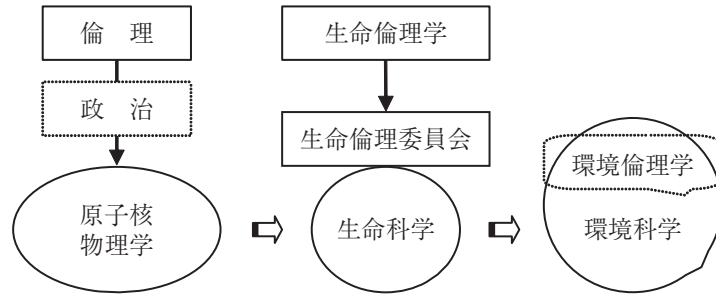 倫　理
政　治
原子核
物理学
生命倫理学
生命倫理委員会
生命科学
環境倫理学
環境科学